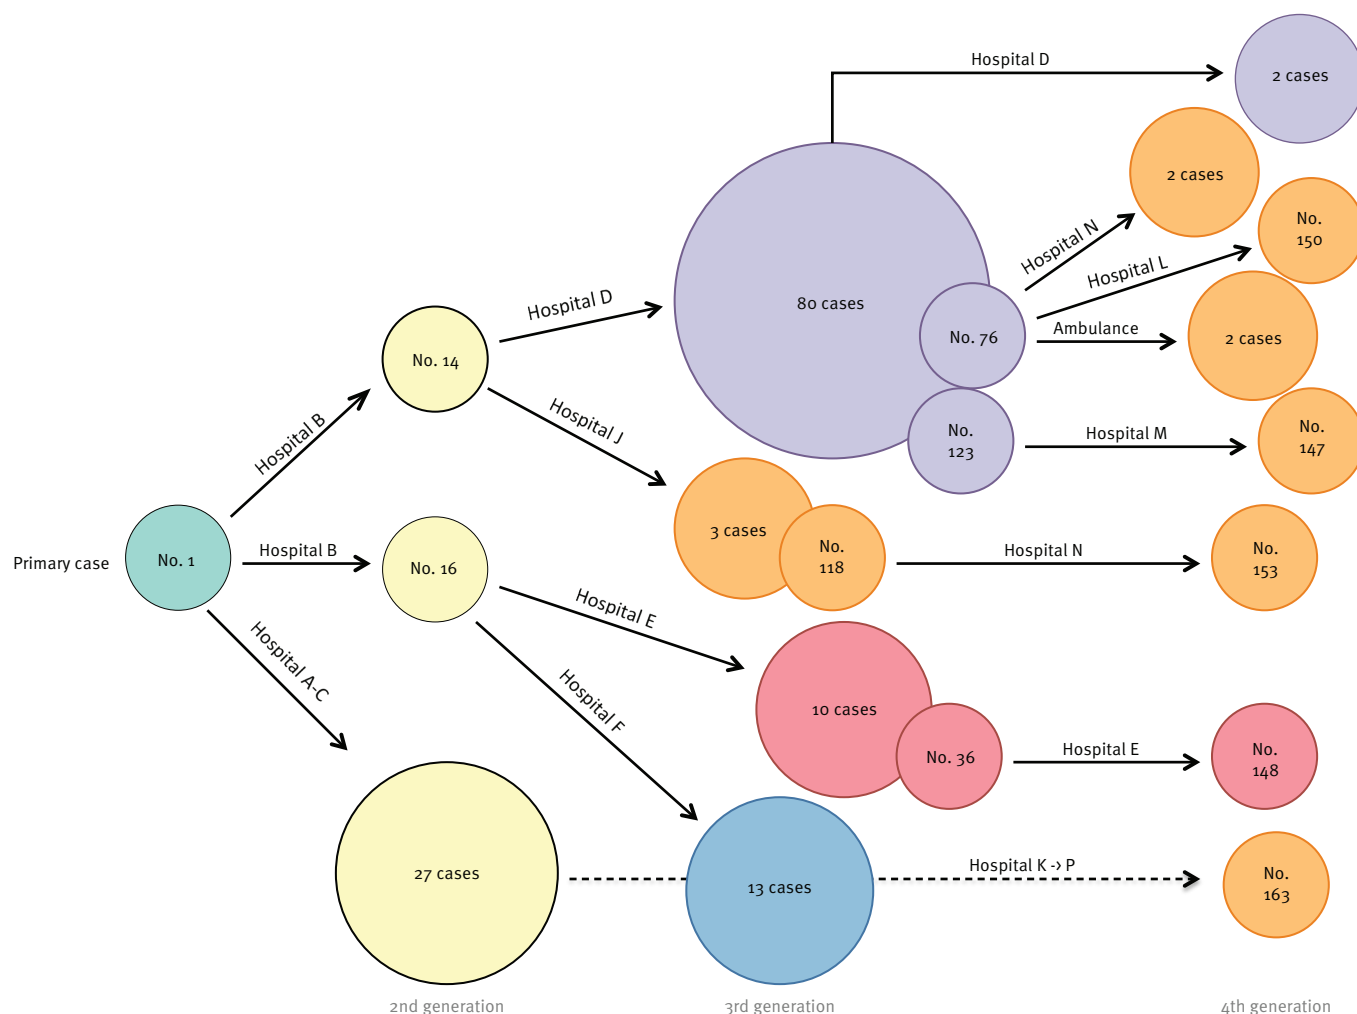 Hospital D
2 cases
2 cases
Hospital N
No.
150
Hospital L
Hospital D
80 cases
No. 76
Ambulance
2 cases
No. 14
Hospital B
Hospital J
No.
123
Hospital M
No.
147
3 cases
No.
118
Hospital N
No.
153
Primary case
No. 1
Hospital B
No. 16
Hospital E
Hospital A-C
Hospital F
10 cases
No. 36
Hospital E
No.
148
27 cases
13 cases
Hospital K -> P
No.
163
2nd generation
3rd generation
4th generation